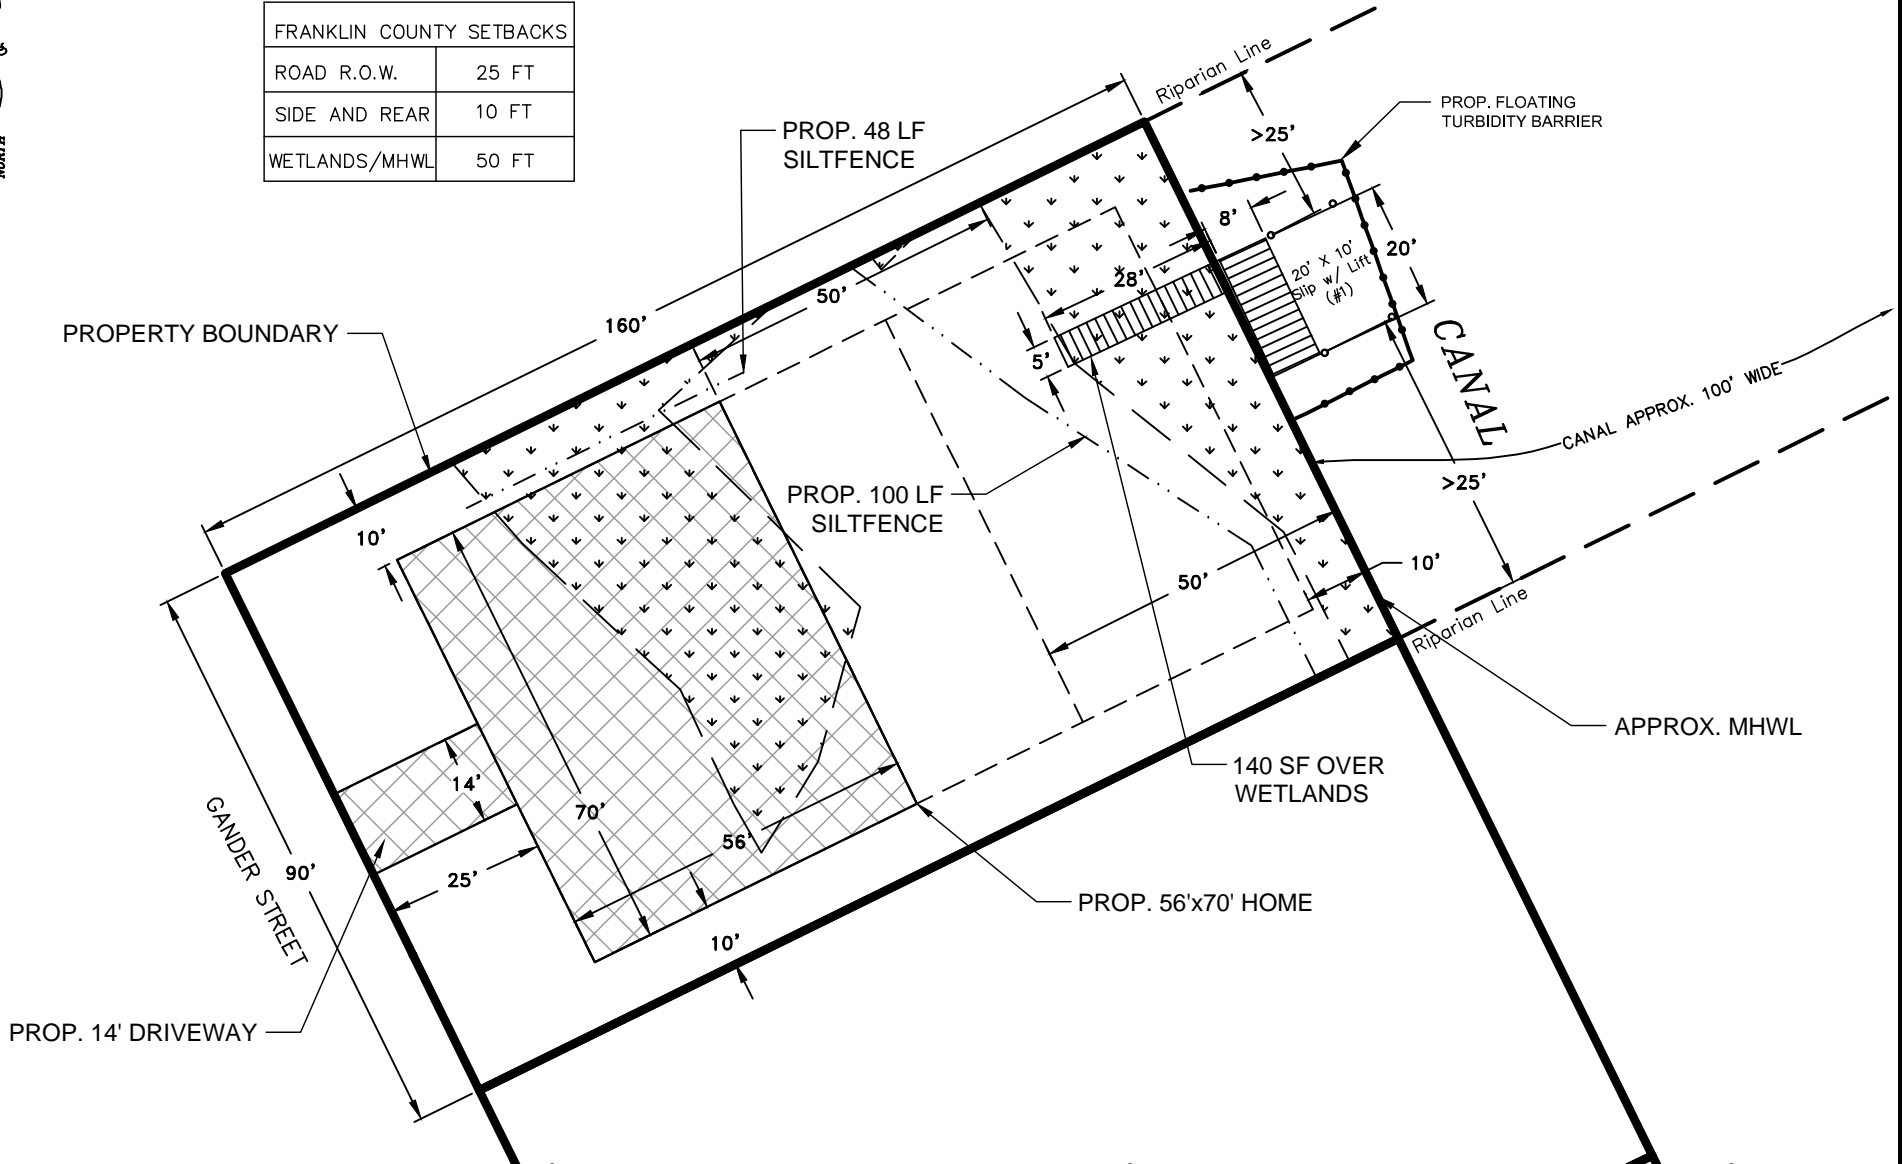 FRANKLIN COUNTY SETBACKS
ROAD R.O.W. 25 FT
SIDE AND REAR 10 FT
WETLANDS/MHWL 50 FT
NORTH
PROP. 48 LF
SILTFENCE
Riparian Line
PROP. FLOATING
TURBIDITY BARRIER
>25'
8'
20'
20' X 10'
Slip w/ Lift
(#1)
28'
50'
160'
5'
PROPERTY BOUNDARY
CANAL
CANAL APPROX. 100' WIDE
>25'
PROP. 100 LF
SILTFENCE
10'
50'
10'
Riparian Line
APPROX. MHWL
140 SF OVER
WETLANDS
14'
70'
56'
25'
90'
GANDER STREET
PROP. 56'x70' HOME
10'
PROP. 14' DRIVEWAY